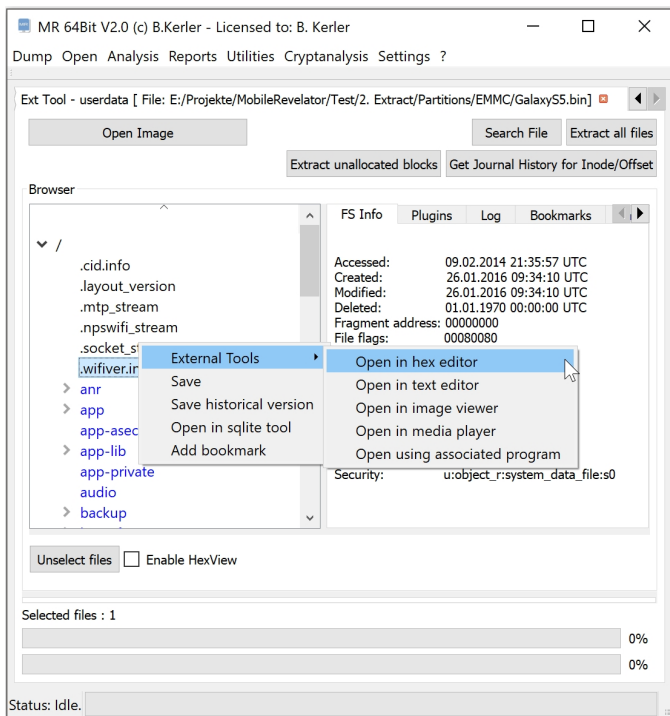 MR 64Bit V2.0 (c) B.Kerler - Licensed to: B. Kerler
Dump Open Analysis Reports Utilities Cryptanalysis Settings ?
Ext Tool - userdata [ File: E:/Projekte/MobileRevelator/Test/2. Extract/Partitions/EMMC/GalaxyS5.bin]
Open Image Search File Extract all files
Extract unallocated blocks Get Journal History for Inode/Offset
Browser
FS Info Plugins Log Bookmarks
/
.cid.info
.layout_version
.mtp_stream
.npswifi_stream
.socket_st
.wifiver.in
anr
app
app-asec
app-lib
app-private
audio
backup
Accessed: 09.02.2014 21:35:57 UTC
Created: 26.01.2016 09:34:10 UTC
Modified: 26.01.2016 09:34:10 UTC
Deleted: 01.01.1970 00:00:00 UTC
Fragment address: 00000000
File flags: 00080080
Security: u:object_r:system_data_file:s0
External Tools
Save
Save historical version
Open in sqlite tool
Add bookmark
Open in hex editor
Open in text editor
Open in image viewer
Open in media player
Open using associated program
Unselect files Enable HexView
Selected files : 1
0%
0%
Status: Idle.